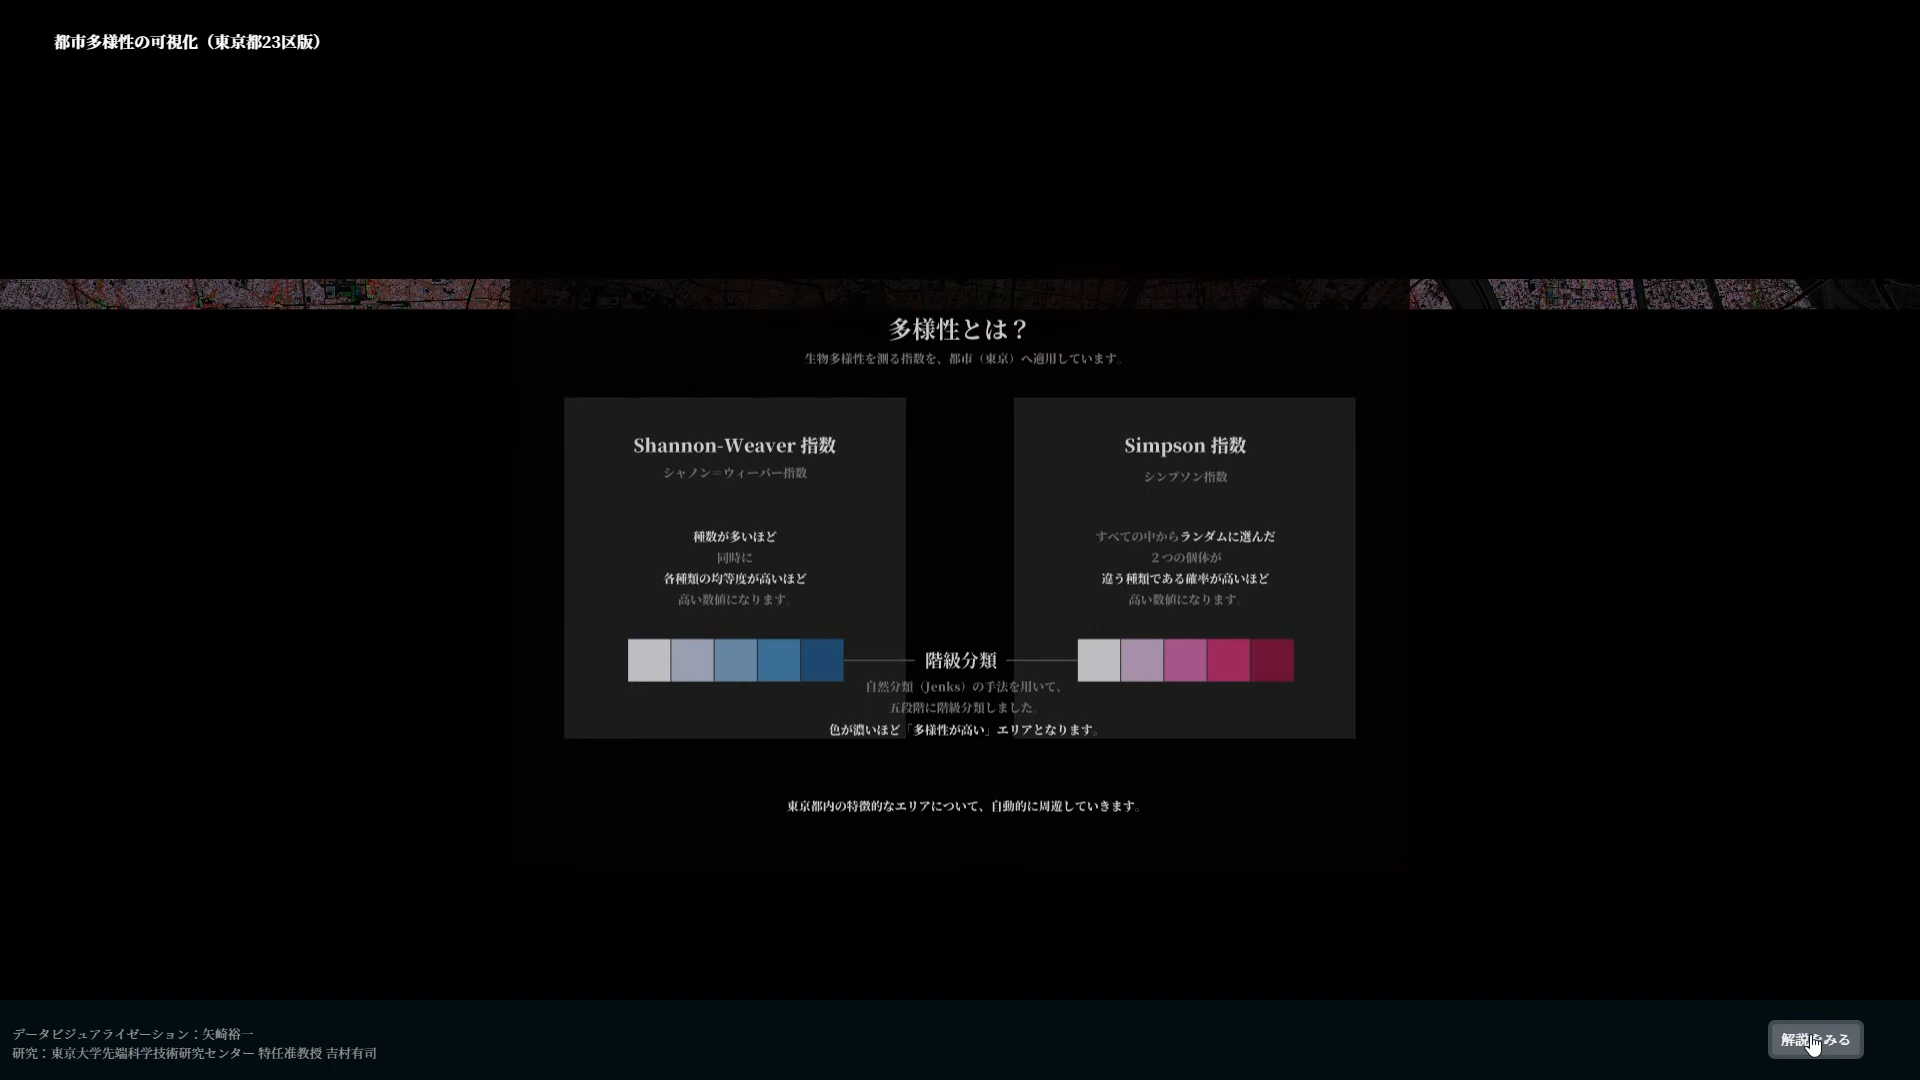 都市多様性の可視化（東京都23区版）
多様性とは？
生物多様性を測る指数を、都市（東京）へ適用しています。
Shannon-Weaver 指数
シャノン＝ウィーバー指数
種数が多いほど
同時に
各種類の均等度が高いほど
高い数値になります。
Simpson 指数
シンプソン指数
すべての中からランダムに選んだ
２つの個体が
違う種類である確率が高いほど
高い数値になります。
階級分類
自然分類（Jenks）の手法を用いて、
五段階に階級分類しました。
色が濃いほど「多様性が高い」エリアとなります。
東京都内の特徴的なエリアについて、自動的に周遊していきます。
データビジュアライゼーション：矢崎裕一
研究：東京大学先端科学技術研究センター 特任准教授 吉村有司
解説をみる